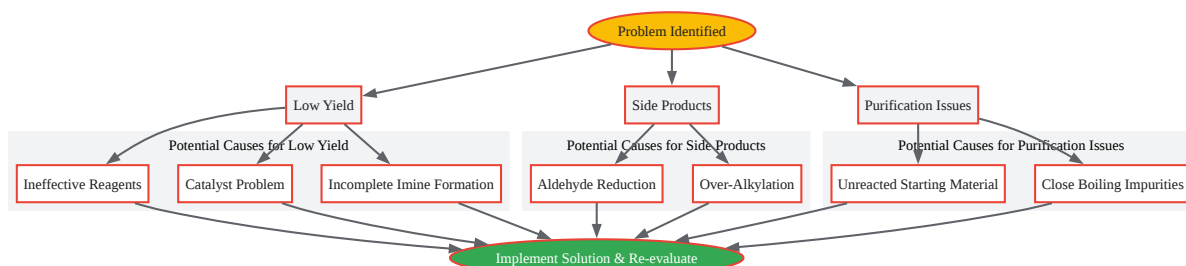 Problem Identified
Low Yield
Side Products
Purification Issues
Potential Causes for Low Yield
Potential Causes for Side Products
Potential Causes for Purification Issues
Ineffective Reagents
Catalyst Problem
Incomplete Imine Formation
Aldehyde Reduction
Over-Alkylation
Unreacted Starting Material
Close Boiling Impurities
Implement Solution & Re-evaluate